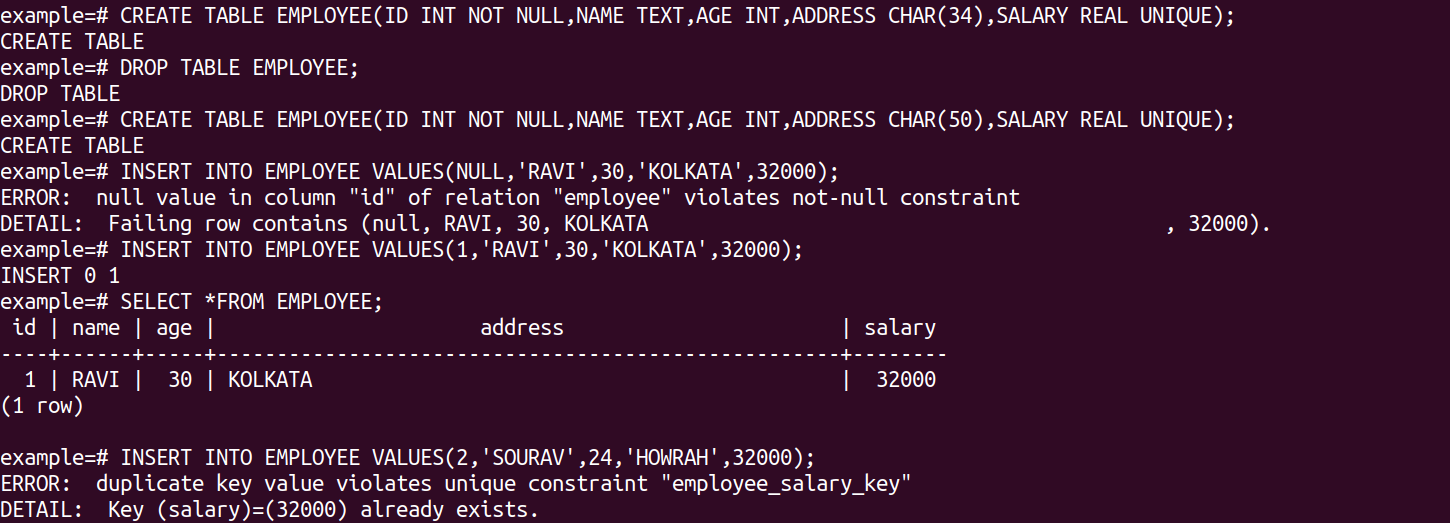 example=# CREATE TABLE EMPLOYEE(ID INT NOT NULL,NAME TEXT,AGE INT,ADDRESS CHAR(34),SALARY REAL UNIQUE);
CREATE TABLE
example=# DROP TABLE EMPLOYEE;
DROP TABLE
example=# CREATE TABLE EMPLOYEE(ID INT NOT NULL,NAME TEXT,AGE INT,ADDRESS CHAR(50),SALARY REAL UNIQUE);
CREATE TABLE
example=# INSERT INTO EMPLOYEE VALUES(NULL,'RAVI',30,'KOLKATA',32000);
ERROR:  null value in column "id" of relation "employee" violates not-null constraint
DETAIL:  Failing row contains (null, RAVI, 30, KOLKATA                                           , 32000).
example=# INSERT INTO EMPLOYEE VALUES(1,'RAVI',30,'KOLKATA',32000);
INSERT 0 1
example=# SELECT *FROM EMPLOYEE;
 id | name | age |                      address                       | salary
----+------+-----+----------------------------------------------------+--------
  1 | RAVI |  30 | KOLKATA                                            |  32000
(1 row)

example=# INSERT INTO EMPLOYEE VALUES(2,'SOURAV',24,'HOWRAH',32000);
ERROR:  duplicate key value violates unique constraint "employee_salary_key"
DETAIL:  Key (salary)=(32000) already exists.